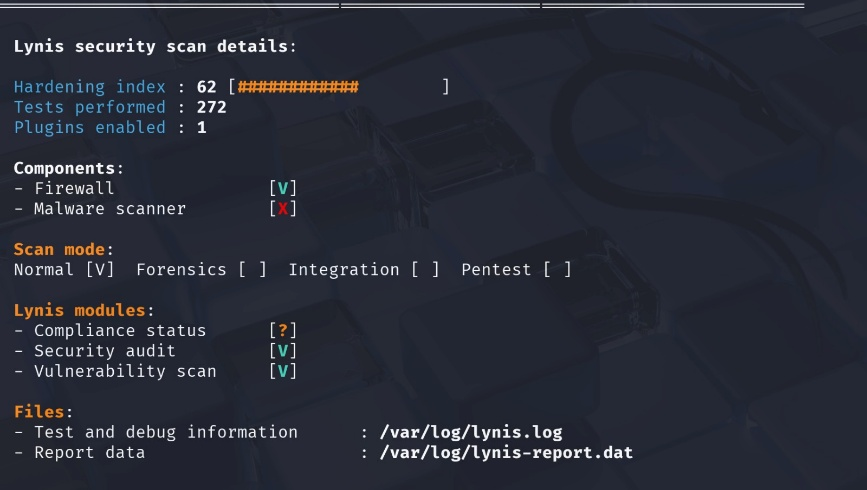 Lynis security scan details:
Hardening index : 62 [############        ]
Tests performed : 272
Plugins enabled : 1
Components:
- Firewall               [V]
- Malware scanner        [X]
Scan mode:
Normal [V]  Forensics [ ]  Integration [ ]  Pentest [ ]
Lynis modules:
- Compliance status      [?]
- Security audit         [V]
- Vulnerability scan     [V]
Files:
- Test and debug information      : /var/log/lynis.log
- Report data                     : /var/log/lynis-report.dat